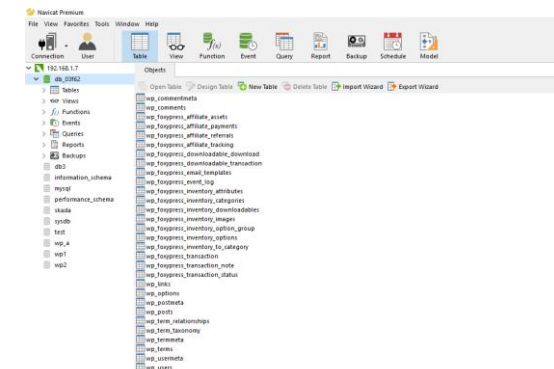 Navicat Premium
File View Favorites Tools Window Help
Connection User Table View Function Event Query Report Backup Schedule Model
192.168.1.7
db_03f62
Tables
Views
Functions
Events
Queries
Reports
Backups
db3
information_schema
mysql
performance_schema
skada
sysdb
test
wp_a
wp1
wp2
Objects
Open Table Design Table New Table Delete Table Import Wizard Export Wizard
wp_commentmeta
wp_comments
wp_foxypress_affiliate_assets
wp_foxypress_affiliate_payments
wp_foxypress_affiliate_referrals
wp_foxypress_affiliate_tracking
wp_foxypress_downloadable_download
wp_foxypress_downloadable_transaction
wp_foxypress_email_templates
wp_foxypress_event_log
wp_foxypress_inventory_attributes
wp_foxypress_inventory_categories
wp_foxypress_inventory_downloadables
wp_foxypress_inventory_images
wp_foxypress_inventory_option_group
wp_foxypress_inventory_options
wp_foxypress_inventory_to_category
wp_foxypress_transaction
wp_foxypress_transaction_note
wp_foxypress_transaction_status
wp_links
wp_options
wp_postmeta
wp_posts
wp_term_relationships
wp_term_taxonomy
wp_termmeta
wp_terms
wp_usermeta
wp_users